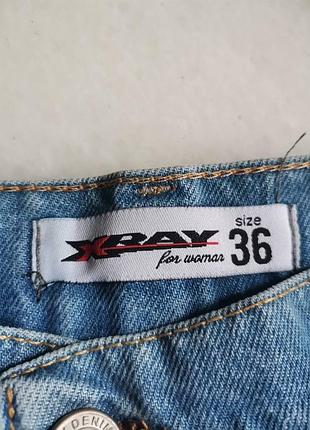 XRAY
for woman
size
36
DENIM